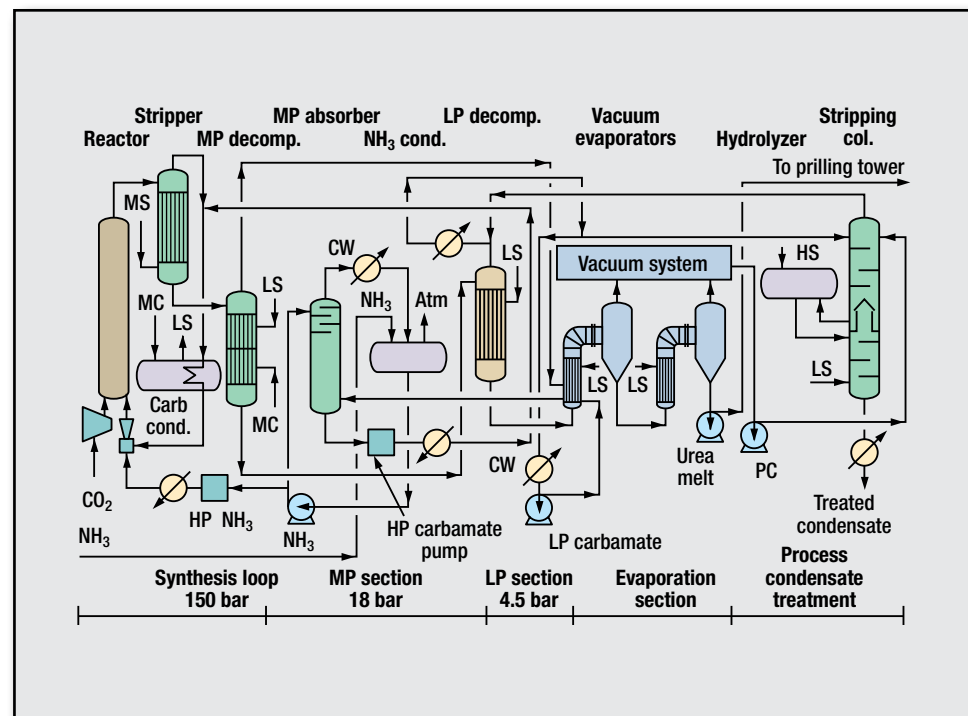 Stripper
MP absorber
LP decomp.
Vacuum
evaporators
Stripping
col.
Reactor
MP decomp.
NH3 cond.
Hydrolyzer
To prilling tower
MS
CW
LS
HS
Vacuum system
MC
LS
LS
NH3
Atm
LS
LS
LS
Carb
cond.
MC
CW
Urea
melt
PC
CO2
HP
NH3
NH3
HP carbamate
pump
LP carbamate
Treated
condensate
NH3
Synthesis loop
150 bar
MP section
18 bar
LP section
4.5 bar
Evaporation
section
Process
condensate
treatment